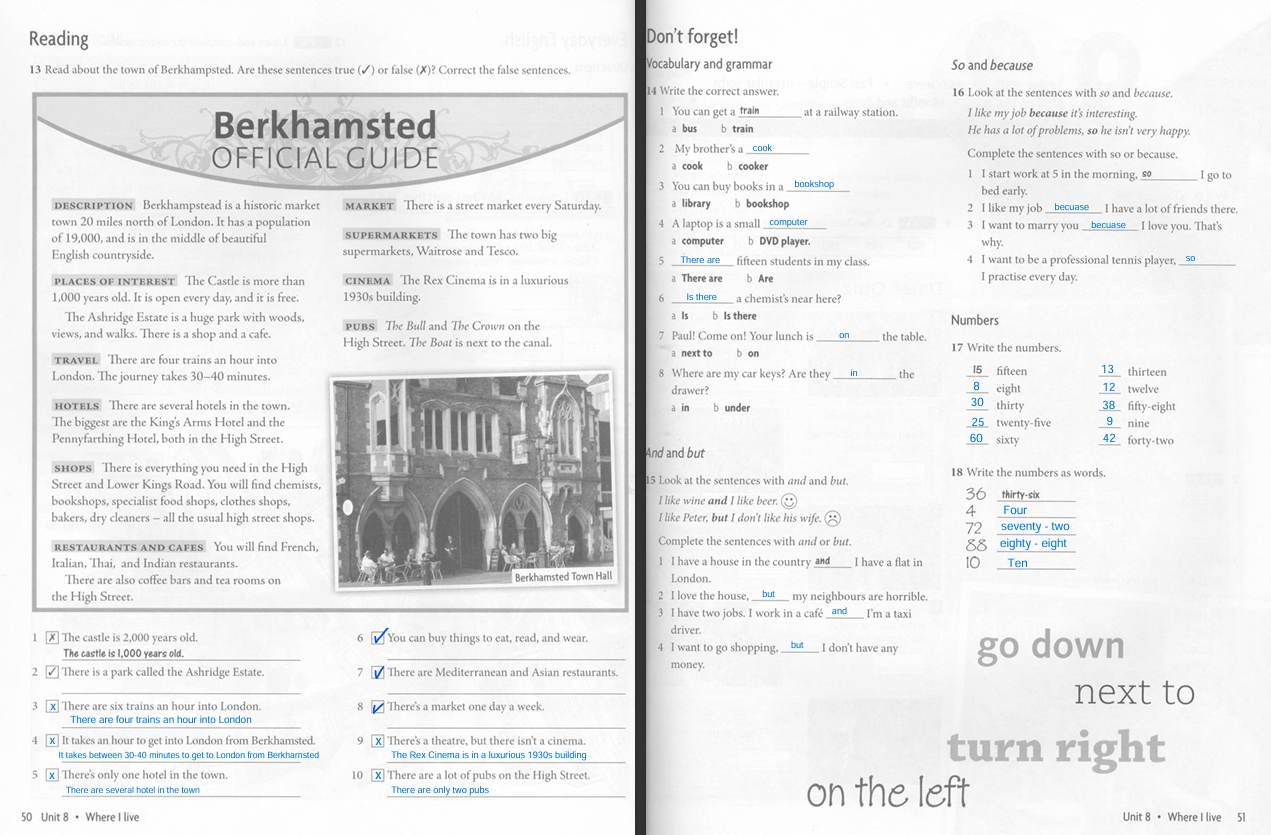 Reading
13 Read about the town of Berkhampsted. Are these sentences true (✓) or false (✗)? Correct the false sentences.
Berkhamsted
OFFICIAL GUIDE
DESCRIPTION Berkhampstead is a historic market
town 20 miles north of London. It has a population
of 19,000, and is in the middle of beautiful
English countryside.
PLACES OF INTEREST The Castle is more than
1,000 years old. It is open every day, and it is free.
The Ashridge Estate is a huge park with woods,
views, and walks. There is a shop and a cafe.
TRAVEL There are four trains an hour into
London. The journey takes 30–40 minutes.
HOTELS There are several hotels in the town.
The biggest are the King's Arms Hotel and the
Pennyfarthing Hotel, both in the High Street.
SHOPS There is everything you need in the High
Street and Lower Kings Road. You will find chemists,
bookshops, specialist food shops, clothes shops,
bakers, dry cleaners – all the usual high street shops.
RESTAURANTS AND CAFES You will find French,
Italian, Thai, and Indian restaurants.
There are also coffee bars and tea rooms on
the High Street.
MARKET There is a street market every Saturday.
SUPERMARKETS The town has two big
supermarkets, Waitrose and Tesco.
CINEMA The Rex Cinema is in a luxurious
1930s building.
PUBS The Bull and The Crown on the
High Street. The Boat is next to the canal.
Berkhamsted Town Hall
1 ✗ The castle is 2,000 years old.
The castle is 1,000 years old.
2 ✓ There is a park called the Ashridge Estate.
3 x There are six trains an hour into London.
There are four trains an hour into London
4 x It takes an hour to get into London from Berkhamsted.
It takes between 30-40 minutes to get to London from Berkhamsted
5 x There's only one hotel in the town.
There are several hotel in the town
6 ✓ You can buy things to eat, read, and wear.
7 ✓ There are Mediterranean and Asian restaurants.
8 ✓ There's a market one day a week.
9 x There's a theatre, but there isn't a cinema.
The Rex Cinema is in a luxurious 1930s building
10 x There are a lot of pubs on the High Street.
There are only two pubs
50 Unit 8 • Where I live
Don't forget!
Vocabulary and grammar
14 Write the correct answer.
1 You can get a train at a railway station.
a bus b train
2 My brother's a cook
a cook b cooker
3 You can buy books in a bookshop
a library b bookshop
4 A laptop is a small computer
a computer b DVD player.
5 There are fifteen students in my class.
a There are b Are
6 Is there a chemist's near here?
a Is b Is there
7 Paul! Come on! Your lunch is on the table.
a next to b on
8 Where are my car keys? Are they in the
drawer?
a in b under
And and but
15 Look at the sentences with and and but.
I like wine and I like beer.
I like Peter, but I don't like his wife.
Complete the sentences with and or but.
1 I have a house in the country and I have a flat in
London.
2 I love the house, but my neighbours are horrible.
3 I have two jobs. I work in a café and I'm a taxi
driver.
4 I want to go shopping, but I don't have any
money.
So and because
16 Look at the sentences with so and because.
I like my job because it's interesting.
He has a lot of problems, so he isn't very happy.
Complete the sentences with so or because.
1 I start work at 5 in the morning, so I go to
bed early.
2 I like my job becuase I have a lot of friends there.
3 I want to marry you becuase I love you. That's
why.
4 I want to be a professional tennis player, so
I practise every day.
Numbers
17 Write the numbers.
15 fifteen
8 eight
30 thirty
25 twenty-five
60 sixty
13 thirteen
12 twelve
38 fifty-eight
9 nine
42 forty-two
18 Write the numbers as words.
36 thirty-six
4 Four
72 seventy - two
88 eighty - eight
10 Ten
go down
next to
turn right
on the left
Unit 8 • Where I live 51